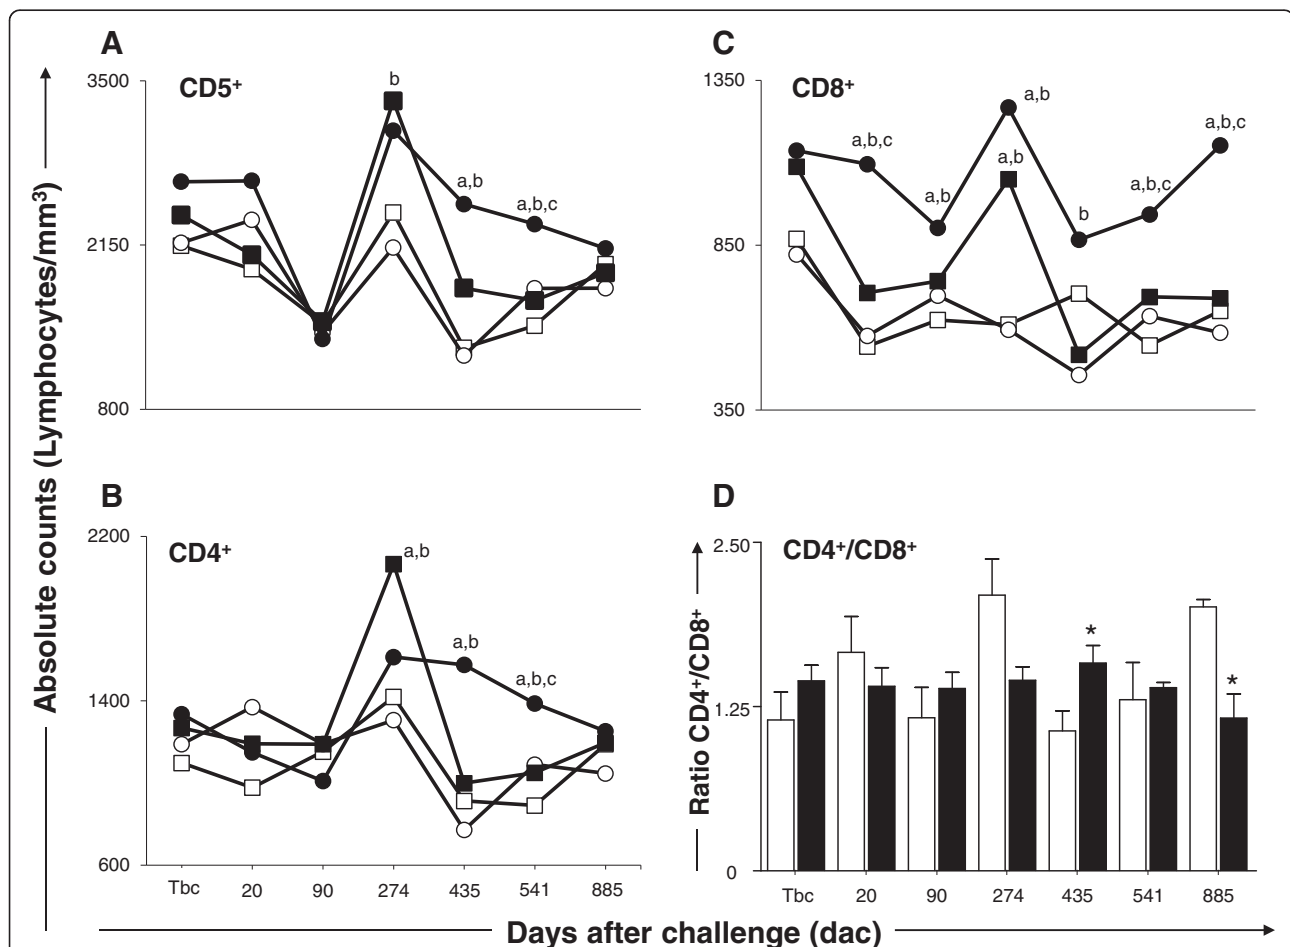 Absolute counts (Lymphocytes/mm³)
A
CD5⁺
3500
2150
800
b
a,b
a,b,c
B
CD4⁺
2200
1400
600
a,b
a,b
a,b,c
Tbc 20 90 274 435 541 885
C
CD8⁺
1350
850
350
a,b,c
a,b
a,b
a,b
b
a,b,c
a,b,c
D
CD4⁺/CD8⁺
Ratio CD4⁺/CD8⁺
2.50
1.25
0
*
*
Tbc 20 90 274 435 541 885
Days after challenge (dac)